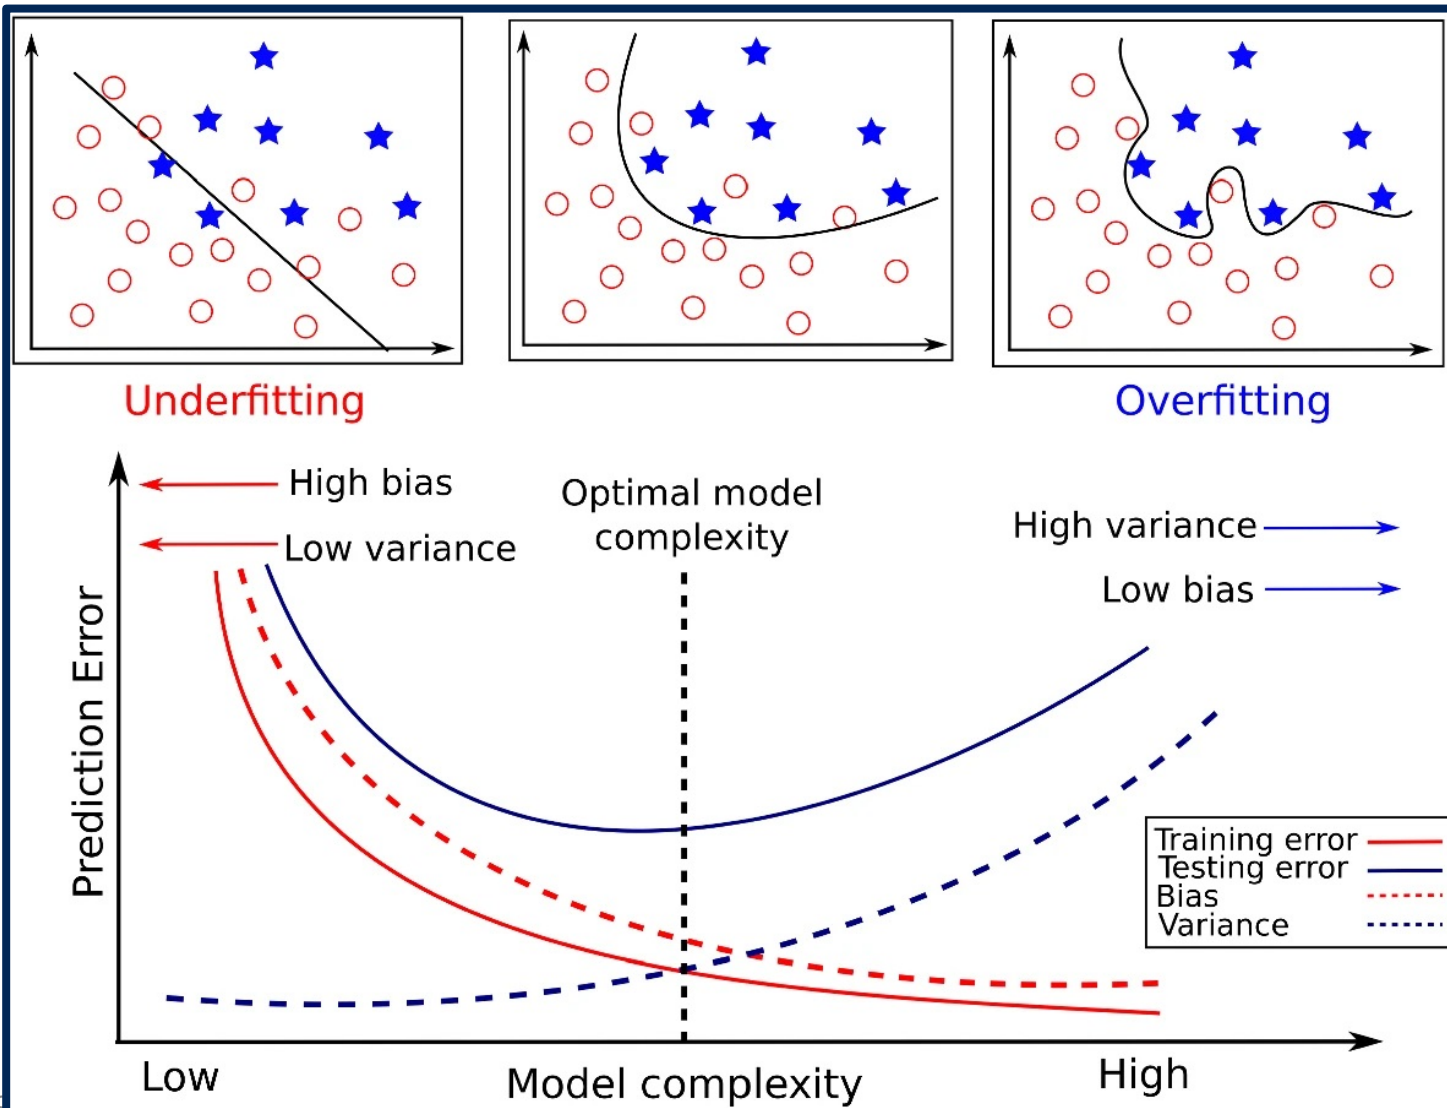 Underfitting
Overfitting
High bias
Low variance
Optimal model
complexity
High variance
Low bias
Prediction Error
Training error
Testing error
Bias
Variance
Low
Model complexity
High